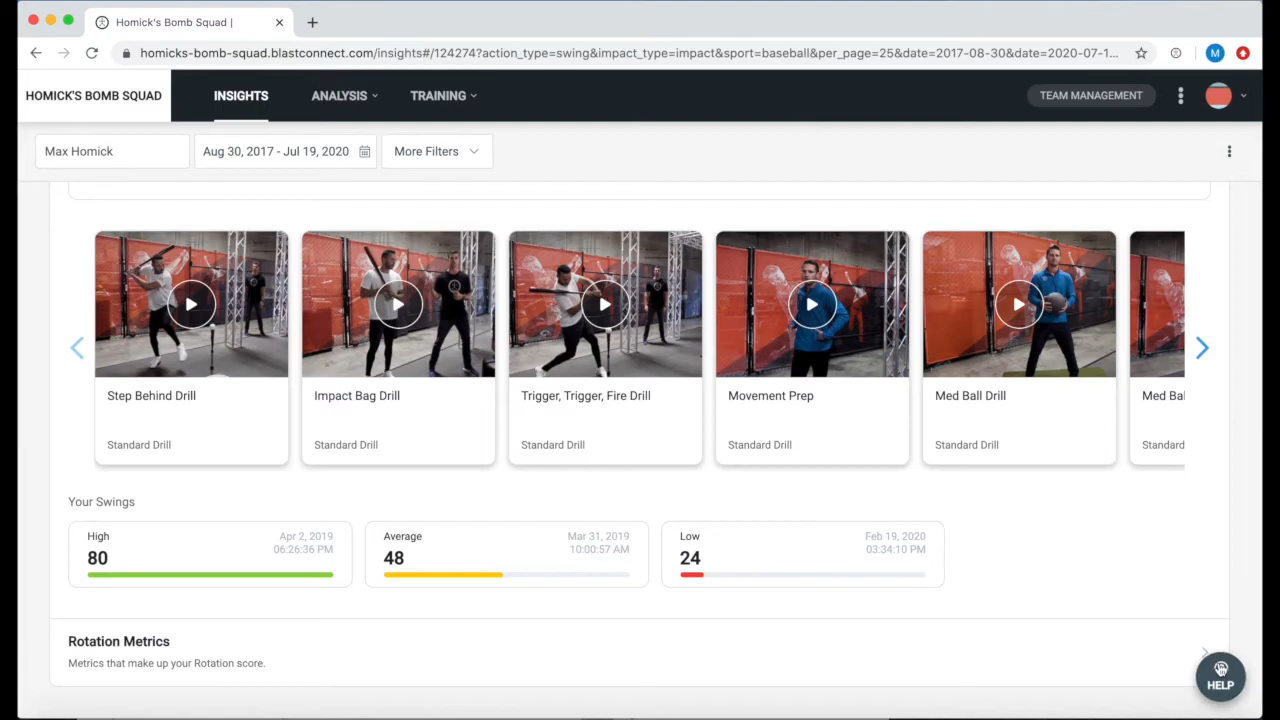 Homick's Bomb Squad |
homicks-bomb-squad.blastconnect.com/insights#/124274?action_type=swing&impact_type=impact&sport=baseball&per_page=25&date=2017-08-30&date=2020-07-1...
M
HOMICK'S BOMB SQUAD
INSIGHTS
ANALYSIS
TRAINING
TEAM MANAGEMENT
Max Homick
Aug 30, 2017 - Jul 19, 2020
More Filters
Step Behind Drill
Impact Bag Drill
Trigger, Trigger, Fire Drill
Movement Prep
Med Ball Drill
Med Bal
Standard Drill
Standard Drill
Standard Drill
Standard Drill
Standard Drill
Standard
Your Swings
High
Apr 2, 2019
06:26:36 PM
80
Average
Mar 31, 2019
10:00:57 AM
48
Low
Feb 19, 2020
03:34:10 PM
24
Rotation Metrics
Metrics that make up your Rotation score.
HELP